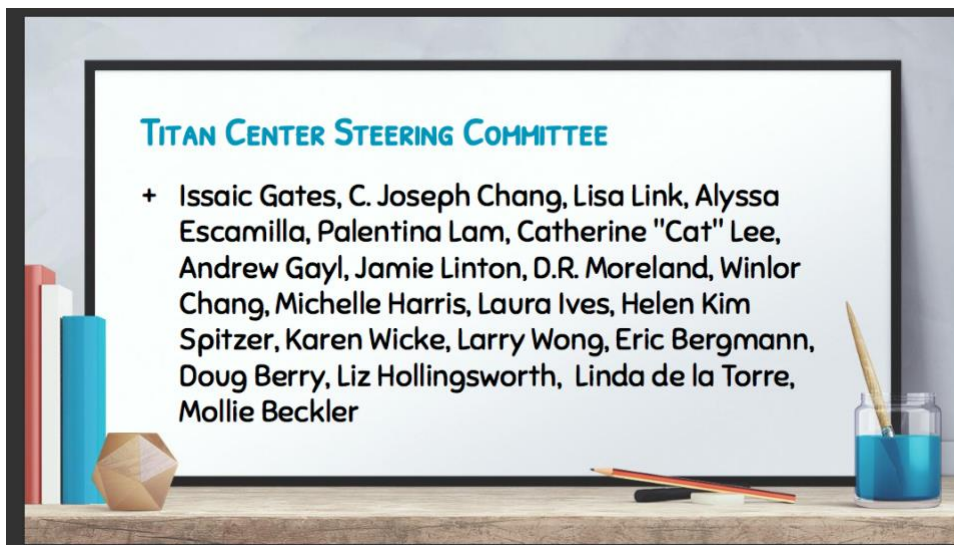 TITAN CENTER STEERING COMMITTEE
+ Issaic Gates, C. Joseph Chang, Lisa Link, Alyssa
Escamilla, Palentina Lam, Catherine "Cat" Lee,
Andrew Gayl, Jamie Linton, D.R. Moreland, Winlor
Chang, Michelle Harris, Laura Ives, Helen Kim
Spitzer, Karen Wicke, Larry Wong, Eric Bergmann,
Doug Berry, Liz Hollingsworth, Linda de la Torre,
Mollie Beckler